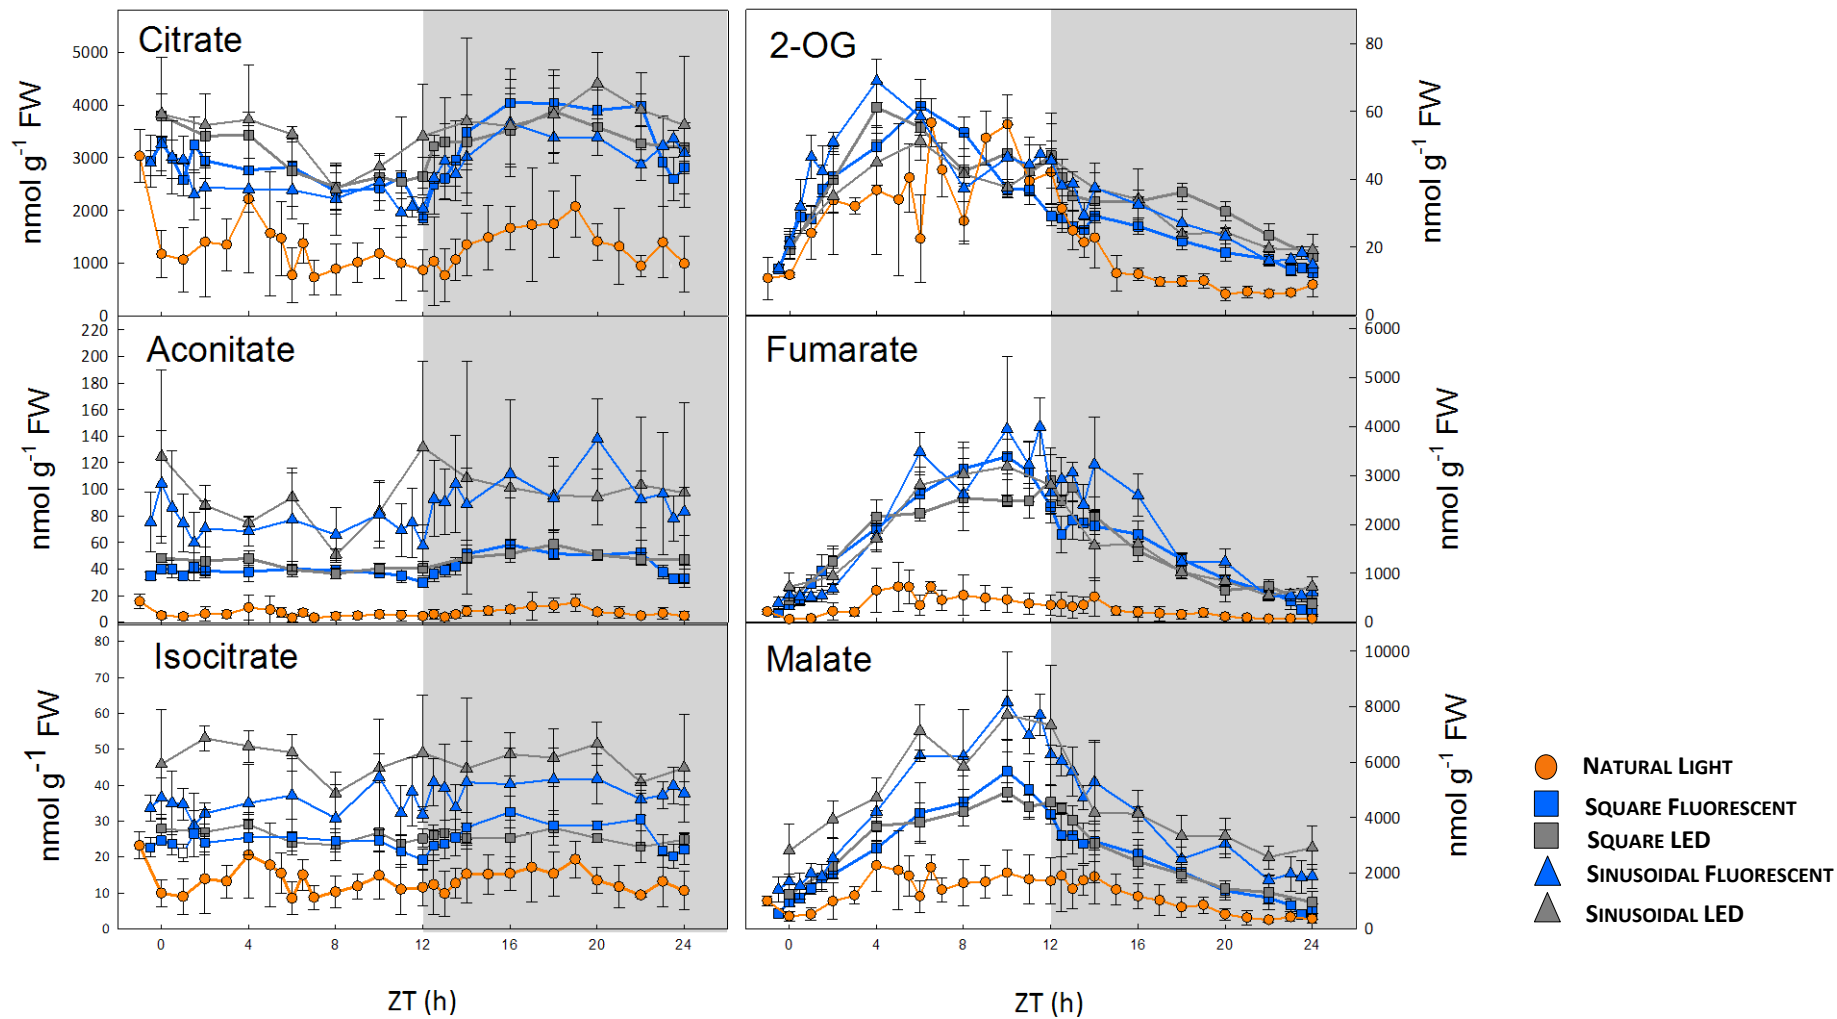 Citrate
5000
4000
3000
2000
1000
0
nmol g-1 FW
2-OG
80
60
40
20
0
nmol g-1 FW
Aconitate
220
200
180
160
140
120
100
80
60
40
20
0
nmol g-1 FW
Fumarate
6000
5000
4000
3000
2000
1000
0
nmol g-1 FW
Isocitrate
80
70
60
50
40
30
20
10
0
nmol g-1 FW
0 4 8 12 16 20 24
ZT (h)
Malate
10000
8000
6000
4000
2000
0
nmol g-1 FW
0 4 8 12 16 20 24
ZT (h)
NATURAL LIGHT
SQUARE FLUORESCENT
SQUARE LED
SINUSOIDAL FLUORESCENT
SINUSOIDAL LED